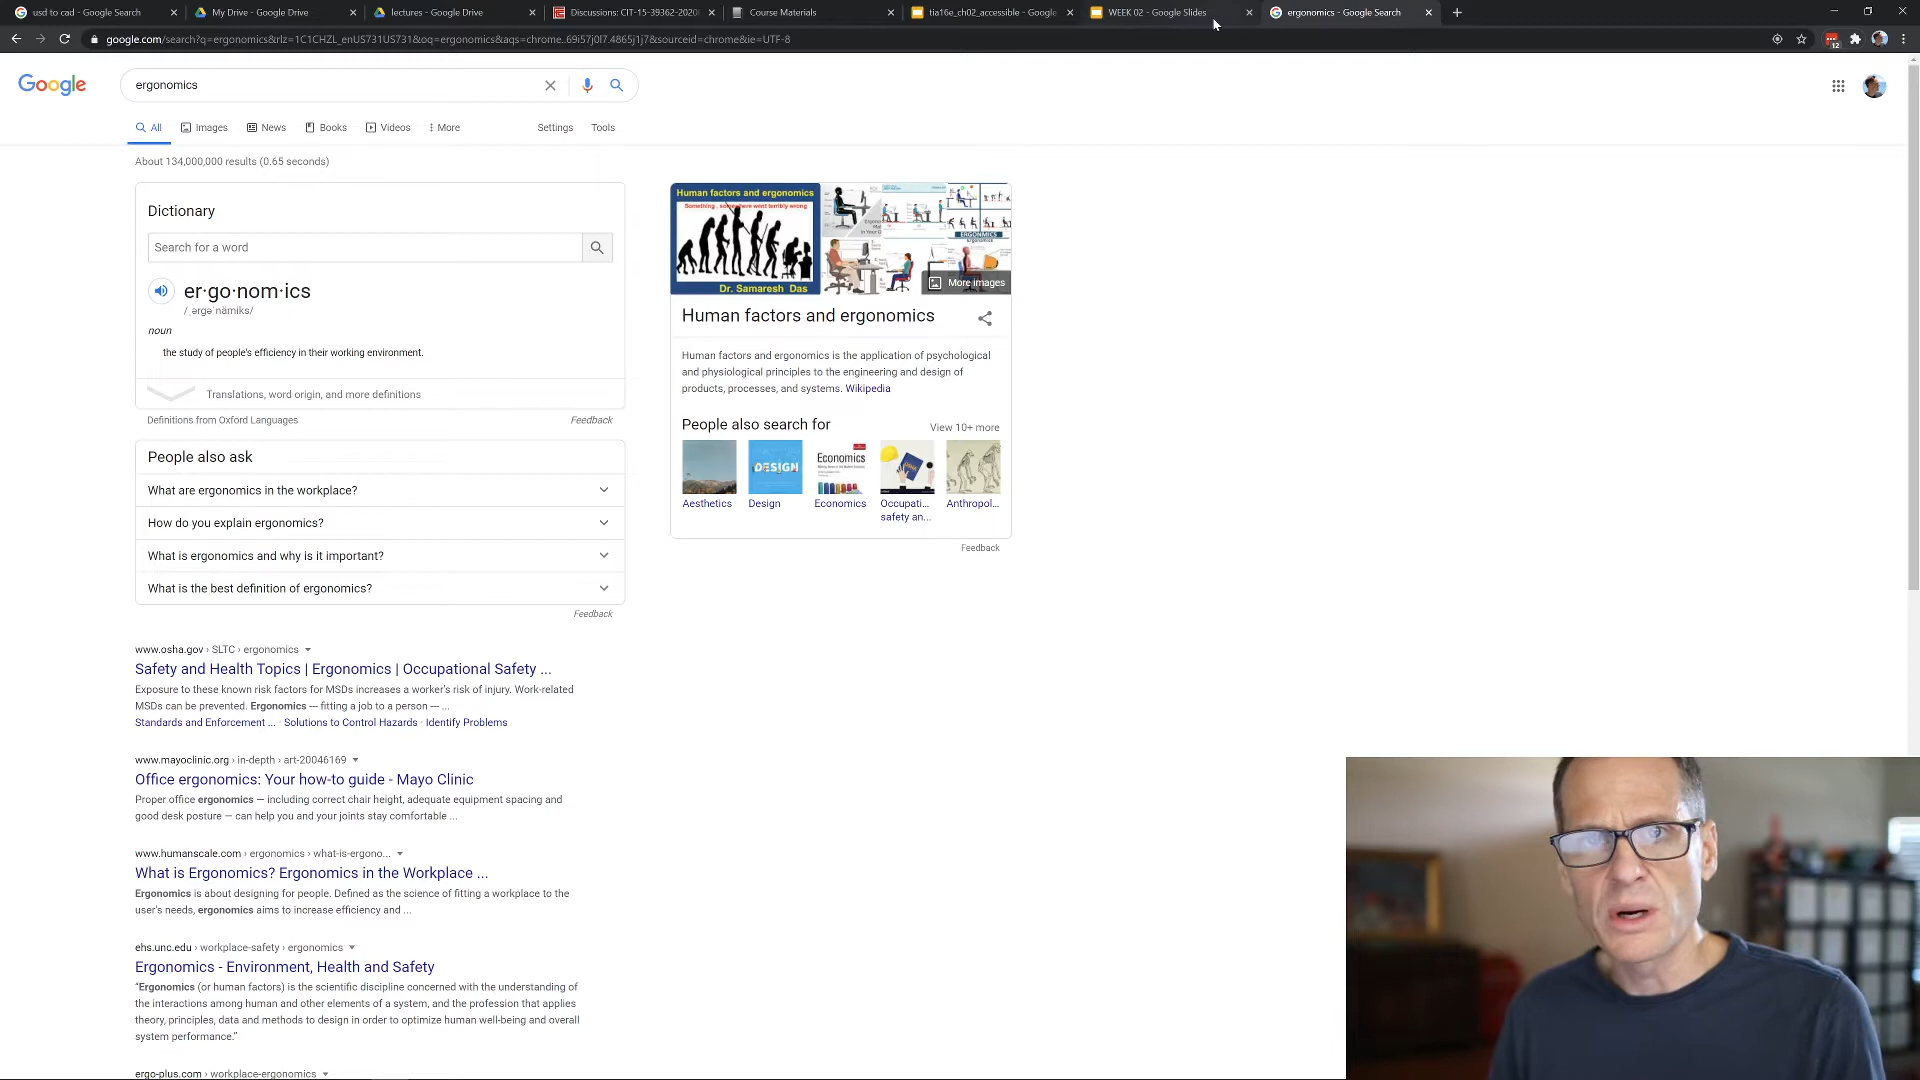 usd to cad - Google Search
My Drive - Google Drive
lectures - Google Drive
Discussions: CIT-15-39362-2020F
Course Materials
tia16e_ch02_accessible - Google
WEEK 02 - Google Slides
ergonomics - Google Search
google.com/search?q=ergonomics&rlz=1C1CHZL_enUS731US731&oq=ergonomics&aqs=chrome..69i57j0l7.4865j1j7&sourceid=chrome&ie=UTF-8
12
Google
ergonomics
All
Images
News
Books
Videos
More
Settings
Tools
About 134,000,000 results (0.65 seconds)
Dictionary
Search for a word
er·go·nom·ics
/ˌərɡəˈnämiks/
noun
the study of people's efficiency in their working environment.
Translations, word origin, and more definitions
Definitions from Oxford Languages
Feedback
People also ask
What are ergonomics in the workplace?
How do you explain ergonomics?
What is ergonomics and why is it important?
What is the best definition of ergonomics?
Feedback
www.osha.gov › SLTC › ergonomics
Safety and Health Topics | Ergonomics | Occupational Safety ...
Exposure to these known risk factors for MSDs increases a worker's risk of injury. Work-related
MSDs can be prevented. Ergonomics --- fitting a job to a person --- ...
Standards and Enforcement ... · Solutions to Control Hazards · Identify Problems
www.mayoclinic.org › in-depth › art-20046169
Office ergonomics: Your how-to guide - Mayo Clinic
Proper office ergonomics — including correct chair height, adequate equipment spacing and
good desk posture — can help you and your joints stay comfortable ...
www.humanscale.com › ergonomics › what-is-ergono...
What is Ergonomics? Ergonomics in the Workplace ...
Ergonomics is about designing for people. Defined as the science of fitting a workplace to the
user's needs, ergonomics aims to increase efficiency and ...
ehs.unc.edu › workplace-safety › ergonomics
Ergonomics - Environment, Health and Safety
“Ergonomics (or human factors) is the scientific discipline concerned with the understanding of
the interactions among human and other elements of a system, and the profession that applies
theory, principles, data and methods to design in order to optimize human well-being and overall
system performance.”
ergo-plus.com › workplace-ergonomics
Human factors and ergonomics
Something, somewhere went terribly wrong
Dr. Samaresh Das
More images
Human factors and ergonomics
Human factors and ergonomics is the application of psychological
and physiological principles to the engineering and design of
products, processes, and systems. Wikipedia
People also search for
View 10+ more
DESIGN
Economics
Aesthetics
Design
Economics
Occupati...
safety an...
Anthropol...
Feedback